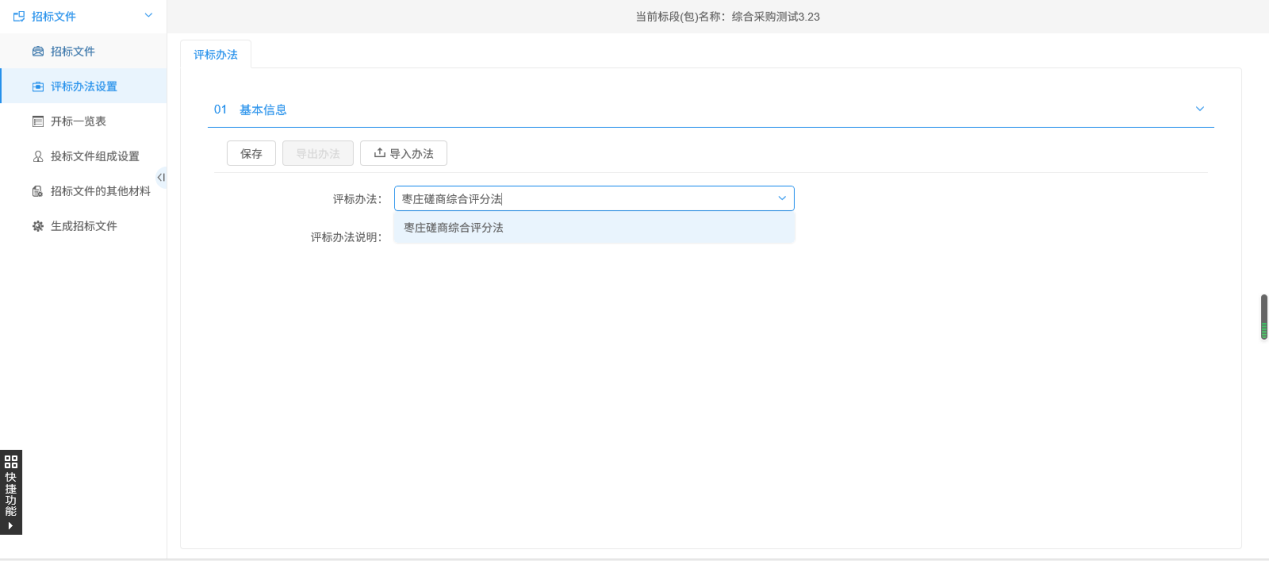 招标文件
当前标段(包)名称：综合采购测试3.23
招标文件
评标办法设置
开标一览表
投标文件组成设置
招标文件的其他材料
生成招标文件
评标办法
01 基本信息
保存 导出办法 导入办法
评标办法： 枣庄磋商综合评分法
枣庄磋商综合评分法
评标办法说明：
快捷功能